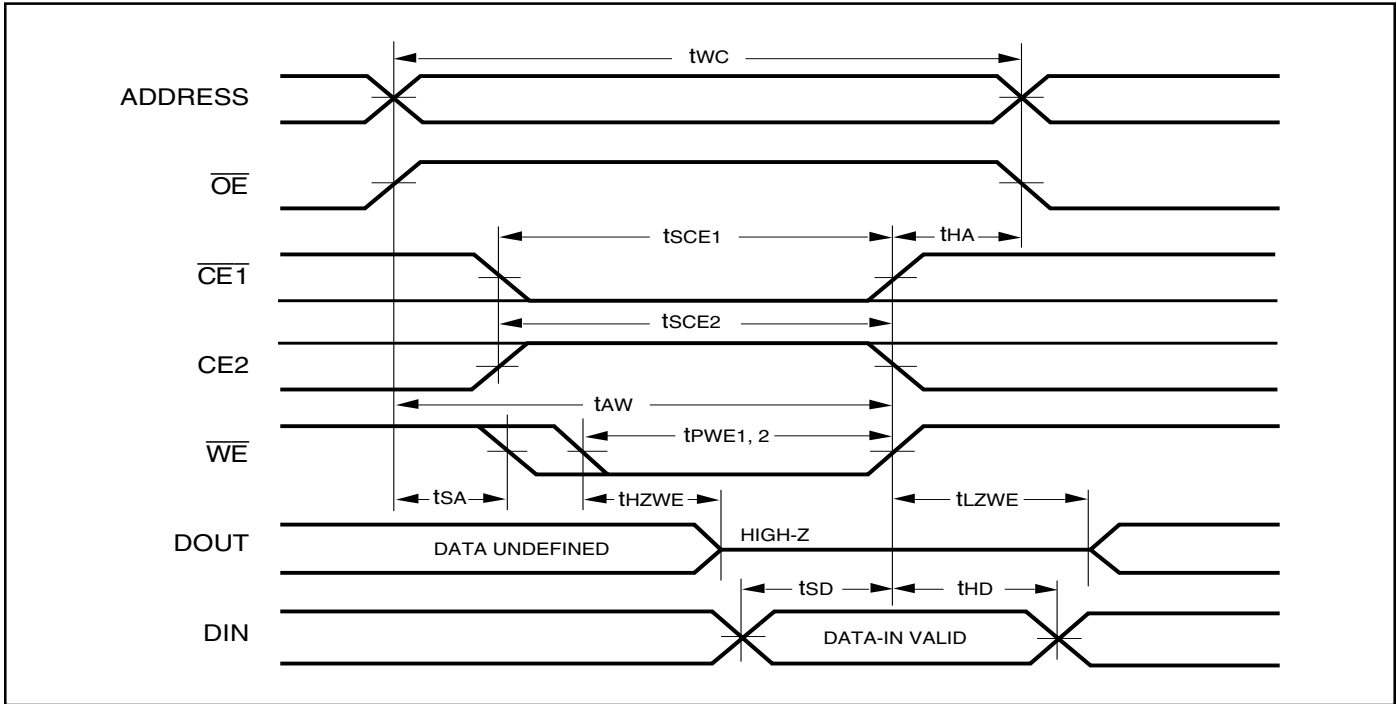 tWC
ADDRESS
OE
tSCE1
tHA
CE1
tSCE2
CE2
tAW
tPWE1, 2
WE
tSA
tHZWE
tLZWE
DOUT
DATA UNDEFINED
HIGH-Z
tSD
tHD
DIN
DATA-IN VALID